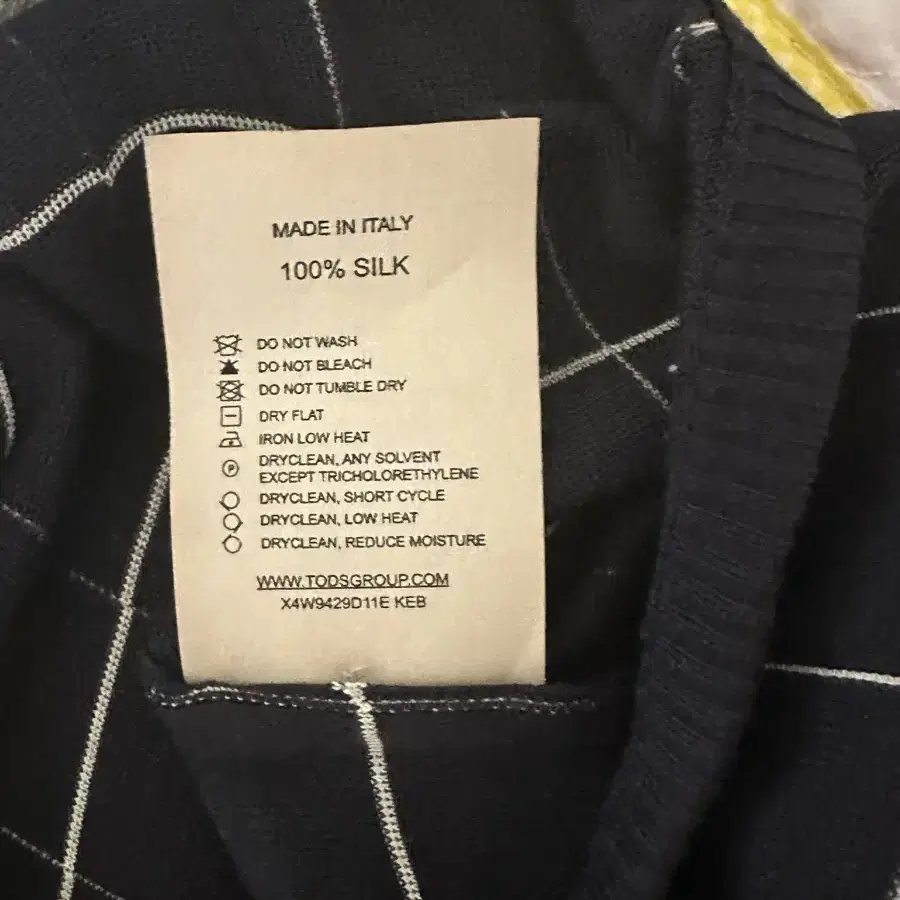 MADE IN ITALY
100% SILK
DO NOT WASH
DO NOT BLEACH
DO NOT TUMBLE DRY
DRY FLAT
IRON LOW HEAT
P
DRYCLEAN, ANY SOLVENT
EXCEPT TRICHOLORETHYLENE
DRYCLEAN, SHORT CYCLE
DRYCLEAN, LOW HEAT
DRYCLEAN, REDUCE MOISTURE
WWW.TODSGROUP.COM
X4W9429D11E KEB